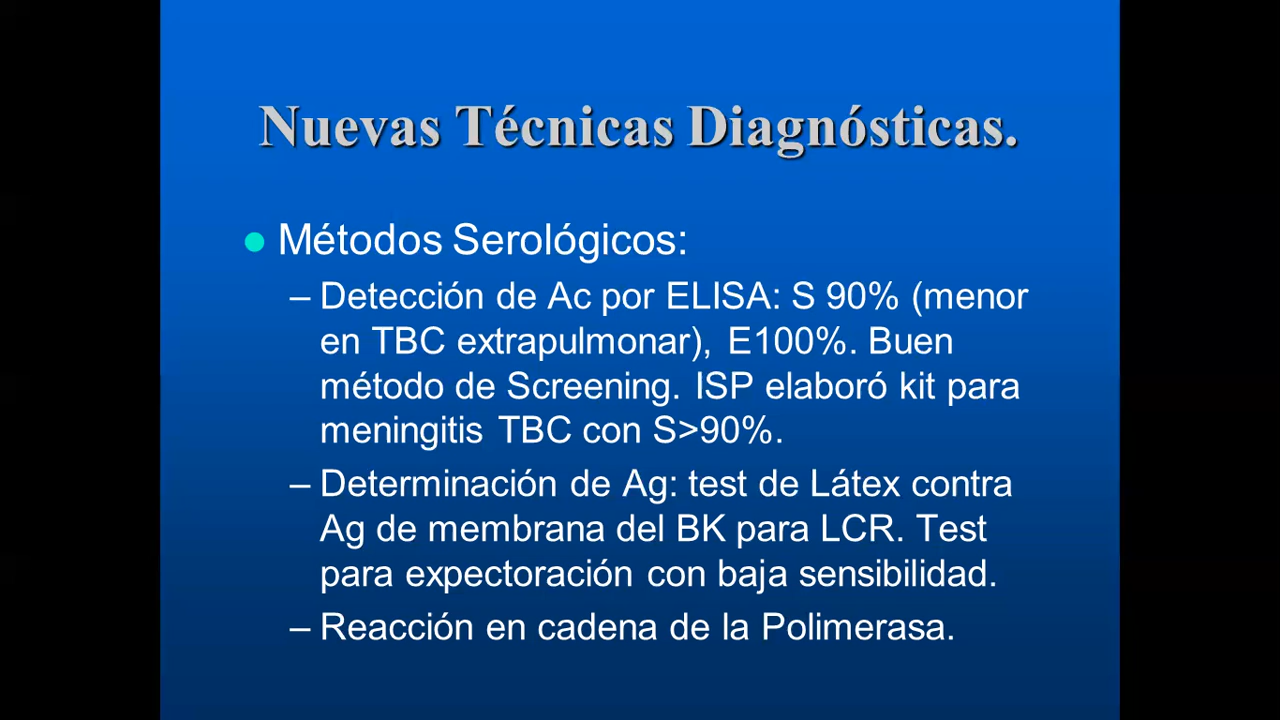 Nuevas Técnicas Diagnósticas.
Métodos Serológicos:
– Detección de Ac por ELISA: S 90% (menor
en TBC extrapulmonar), E100%. Buen
método de Screening. ISP elaboró kit para
meningitis TBC con S>90%.
– Determinación de Ag: test de Látex contra
Ag de membrana del BK para LCR. Test
para expectoración con baja sensibilidad.
– Reacción en cadena de la Polimerasa.